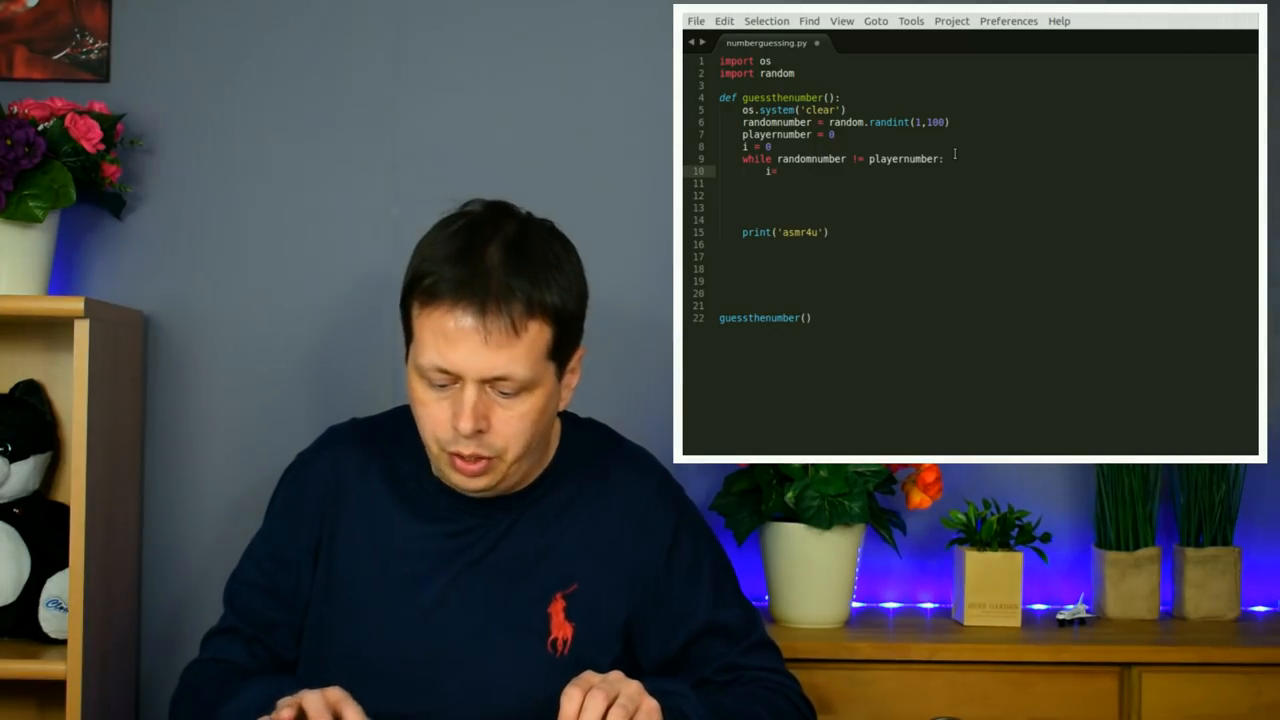 File Edit Selection Find View Goto Tools Project Preferences Help
numberguessing.py
1 import os
2 import random
3
4 def guessthenumber():
5 os.system('clear')
6 randomnumber = random.randint(1,100)
7 playernumber = 0
8 i = 0
9 while randomnumber != playernumber:
10 i=
11
12
13
14
15 print('asmr4u')
16
17
18
19
20
21
22 guessthenumber()
HERB GARDEN